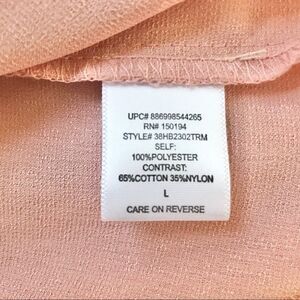 UPC# 886998544265
RN# 150194
STYLE# 38HB2302TRM
SELF:
100%POLYESTER
CONTRAST:
65%COTTON 35%NYLON
L
CARE ON REVERSE